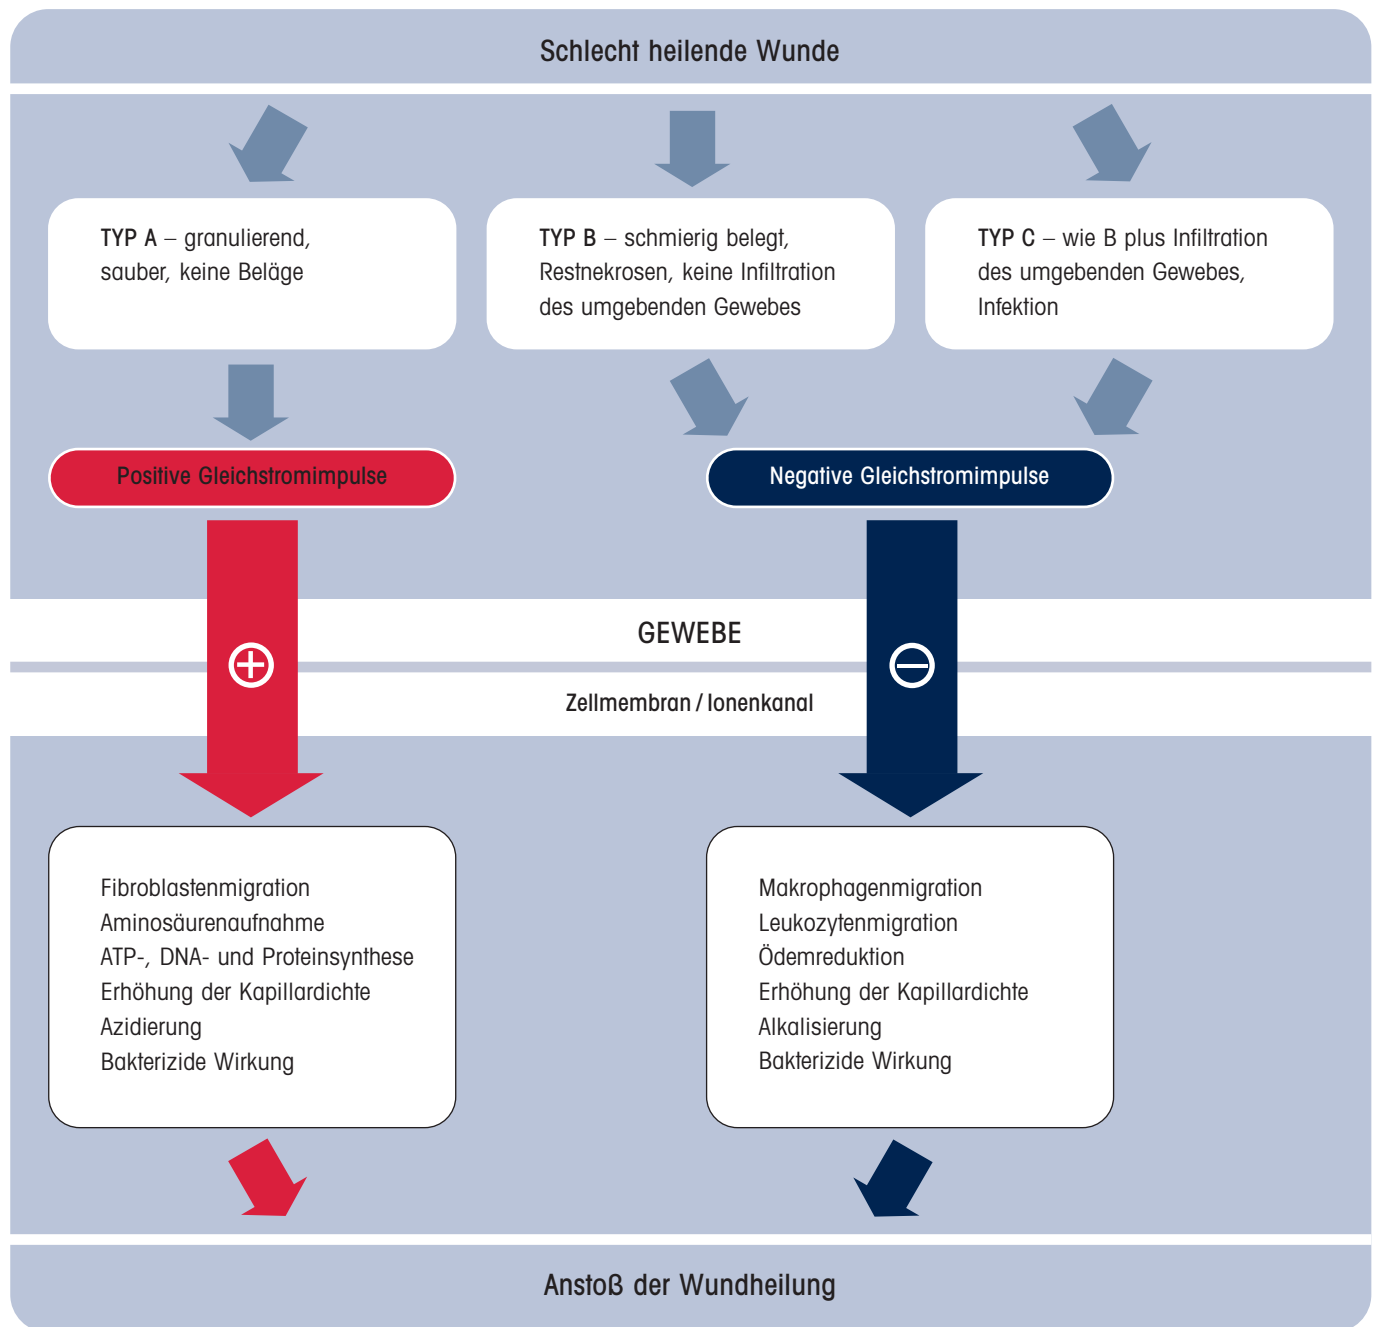 Schlecht heilende Wunde
TYP A – granulierend,
sauber, keine Beläge
TYP B – schmierig belegt,
Restnekrosen, keine Infiltration
des umgebenden Gewebes
TYP C – wie B plus Infiltration
des umgebenden Gewebes,
Infektion
Positive Gleichstromimpulse
Negative Gleichstromimpulse
GEWEBE
Zellmembran / Ionenkanal
Fibroblastenmigration
Aminosäurenaufnahme
ATP-, DNA- und Proteinsynthese
Erhöhung der Kapillardichte
Azidierung
Bakterizide Wirkung
Makrophagenmigration
Leukozytenmigration
Ödemreduktion
Erhöhung der Kapillardichte
Alkalisierung
Bakterizide Wirkung
Anstoß der Wundheilung